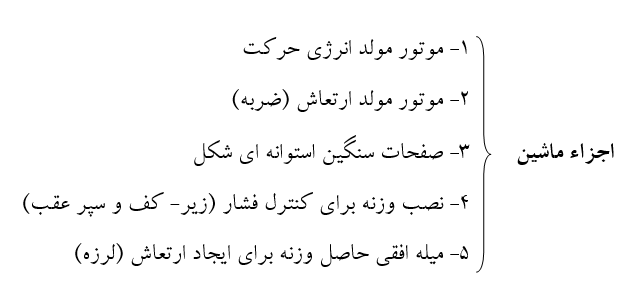 اجزاء ماشین
۱- موتور مولد انرژی حرکت
۲- موتور مولد ارتعاش (ضربه)
۳- صفحات سنگین استوانه ای شکل
۴- نصب وزنه برای کنترل فشار (زیر- کف و سپر عقب)
۵- میله افقی حاصل وزنه برای ایجاد ارتعاش (لرزه)